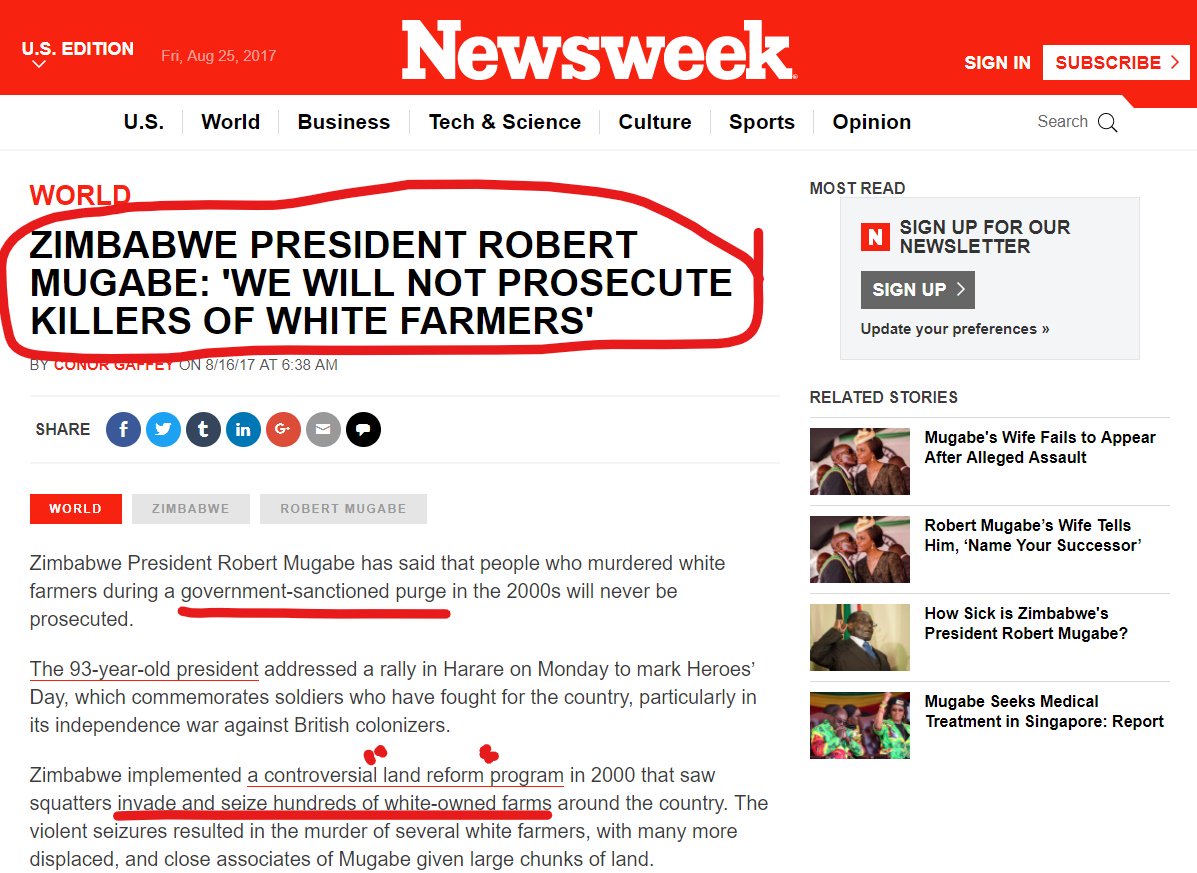 U.S. EDITION
Fri, Aug 25, 2017
Newsweek
SIGN IN
SUBSCRIBE
U.S.
World
Business
Tech & Science
Culture
Sports
Opinion
Search
WORLD
ZIMBABWE PRESIDENT ROBERT
MUGABE: 'WE WILL NOT PROSECUTE
KILLERS OF WHITE FARMERS'
BY CONOR GAFFEY ON 8/16/17 AT 6:38 AM
SHARE
f
t
in
G+
WORLD
ZIMBABWE
ROBERT MUGABE
Zimbabwe President Robert Mugabe has said that people who murdered white
farmers during a government-sanctioned purge in the 2000s will never be
prosecuted.
The 93-year-old president addressed a rally in Harare on Monday to mark Heroes’
Day, which commemorates soldiers who have fought for the country, particularly in
its independence war against British colonizers.
Zimbabwe implemented a controversial land reform program in 2000 that saw
squatters invade and seize hundreds of white-owned farms around the country. The
violent seizures resulted in the murder of several white farmers, with many more
displaced, and close associates of Mugabe given large chunks of land.
MOST READ
N
SIGN UP FOR OUR
NEWSLETTER
SIGN UP
Update your preferences »
RELATED STORIES
Mugabe's Wife Fails to Appear
After Alleged Assault
Robert Mugabe’s Wife Tells
Him, ‘Name Your Successor’
How Sick is Zimbabwe's
President Robert Mugabe?
Mugabe Seeks Medical
Treatment in Singapore: Report